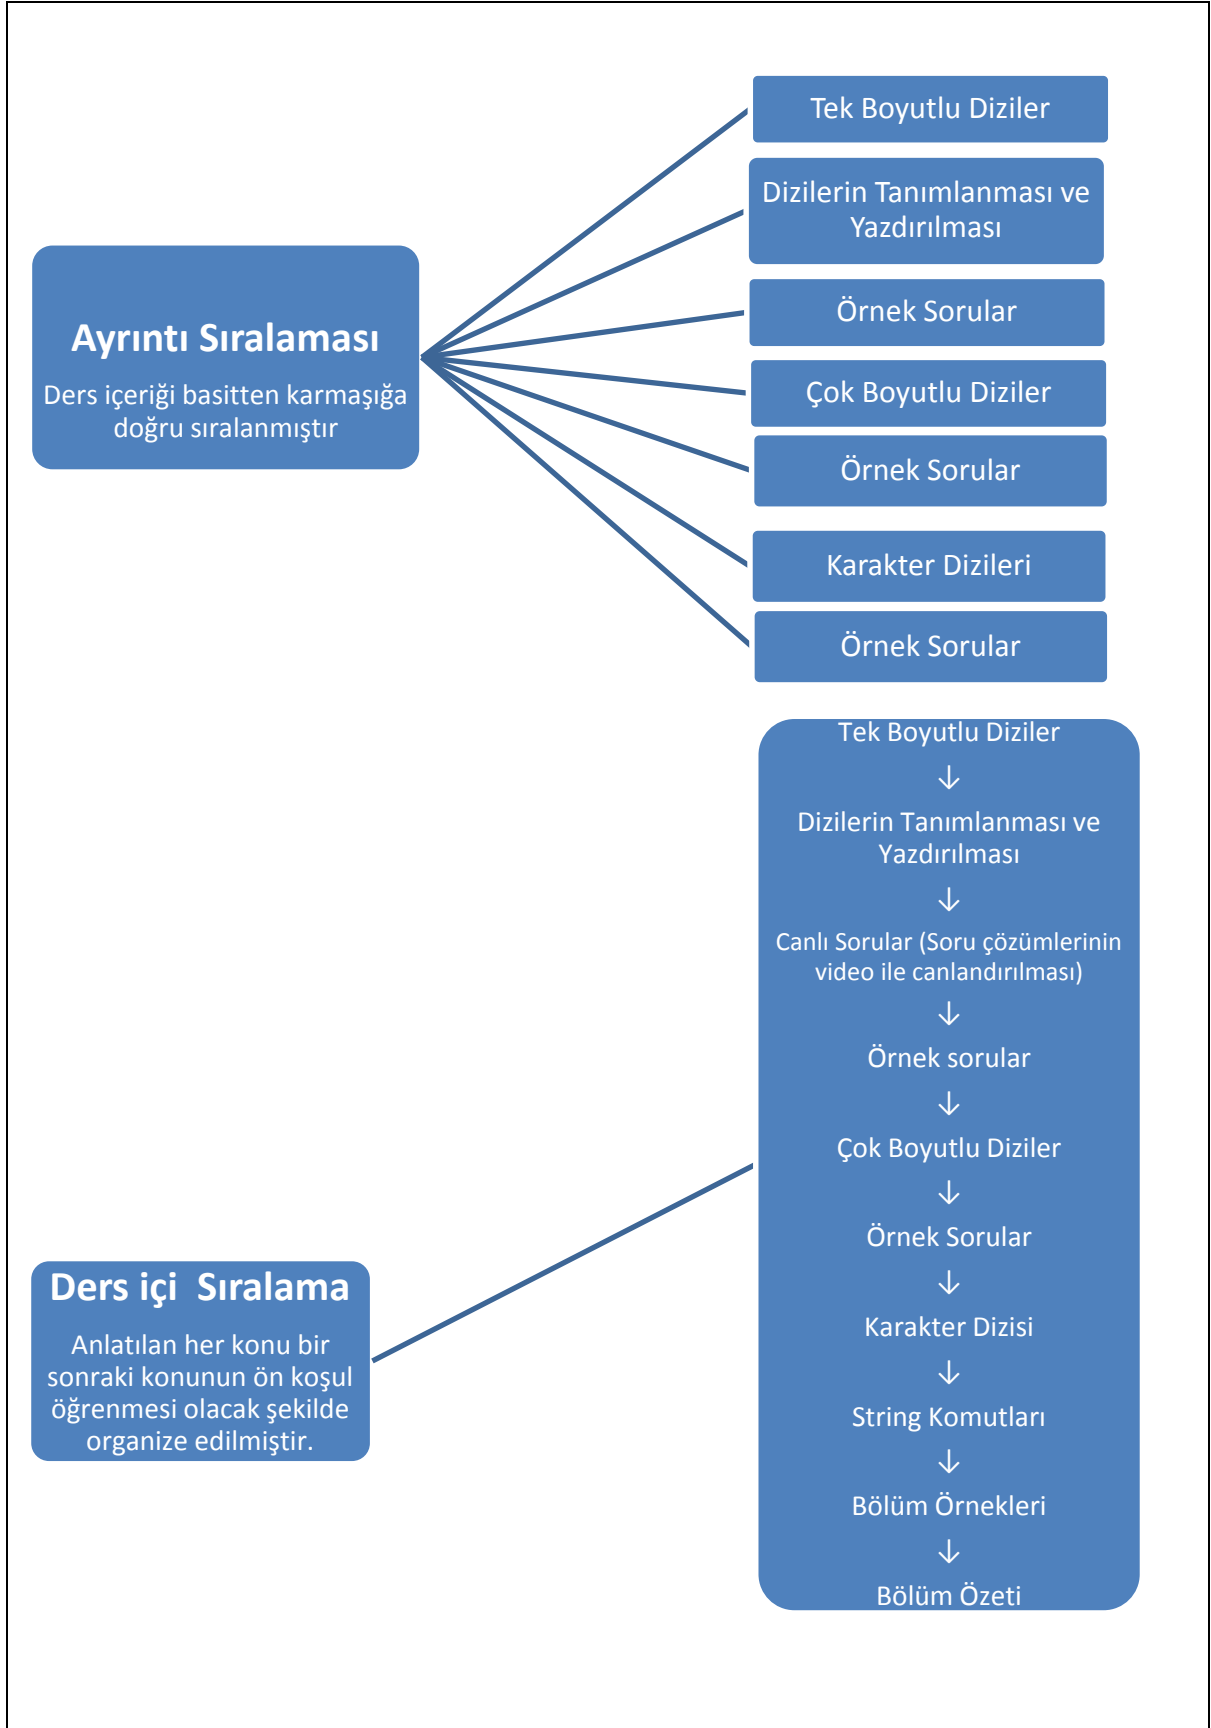 Ayrıntı Sıralaması
Ders içeriği basitten karmaşığa
doğru sıralanmıştır
Tek Boyutlu Diziler
Dizilerin Tanımlanması ve
Yazdırılması
Örnek Sorular
Çok Boyutlu Diziler
Örnek Sorular
Karakter Dizileri
Örnek Sorular
Ders içi  Sıralama
Anlatılan her konu bir
sonraki konunun ön koşul
öğrenmesi olacak şekilde
organize edilmiştir.
Tek Boyutlu Diziler
↓
Dizilerin Tanımlanması ve
Yazdırılması
↓
Canlı Sorular (Soru çözümlerinin
video ile canlandırılması)
↓
Örnek sorular
↓
Çok Boyutlu Diziler
↓
Örnek Sorular
↓
Karakter Dizisi
↓
String Komutları
↓
Bölüm Örnekleri
↓
Bölüm Özeti